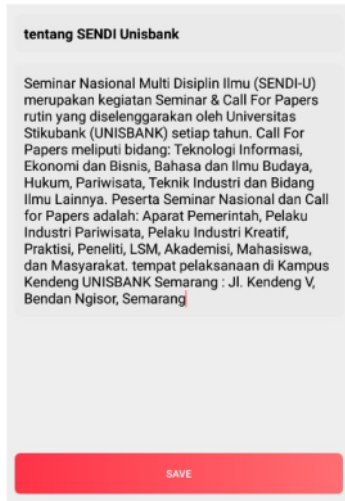 tentang SENDI Unisbank
Seminar Nasional Multi Disiplin Ilmu (SENDI-U)
merupakan kegiatan Seminar & Call For Papers
rutin yang diselenggarakan oleh Universitas
Stikubank (UNISBANK) setiap tahun. Call For
Papers meliputi bidang: Teknologi Informasi,
Ekonomi dan Bisnis, Bahasa dan Ilmu Budaya,
Hukum, Pariwisata, Teknik Industri dan Bidang
Ilmu Lainnya. Peserta Seminar Nasional dan Call
for Papers adalah: Aparat Pemerintah, Pelaku
Industri Pariwisata, Pelaku Industri Kreatif,
Praktisi, Peneliti, LSM, Akademisi, Mahasiswa,
dan Masyarakat. tempat pelaksanaan di Kampus
Kendeng UNISBANK Semarang : Jl. Kendeng V,
Bendan Ngisor, Semarang
SAVE